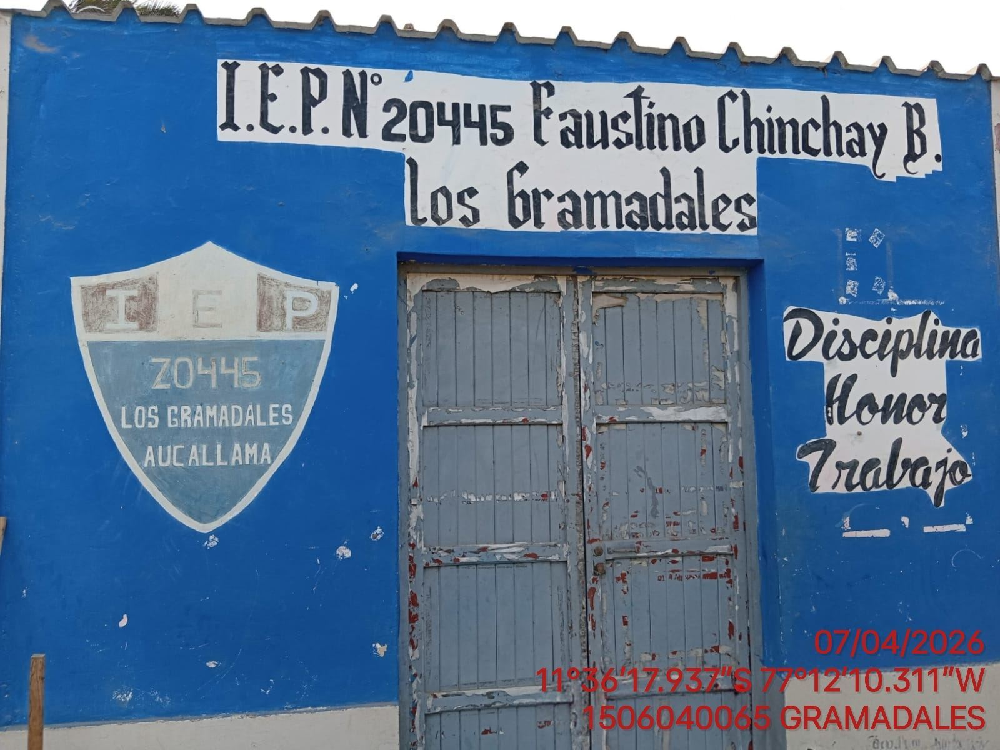 I.E.P. N° 20445 Faustino Chinchay B.
Los Gramadales
I E P
20445
LOS GRAMADALES
AUCALLAMA
Disciplina
Honor
Trabajo
07/04/2026
11°36'17.937"S 77°12'10.311"W
1506040065 GRAMADALES